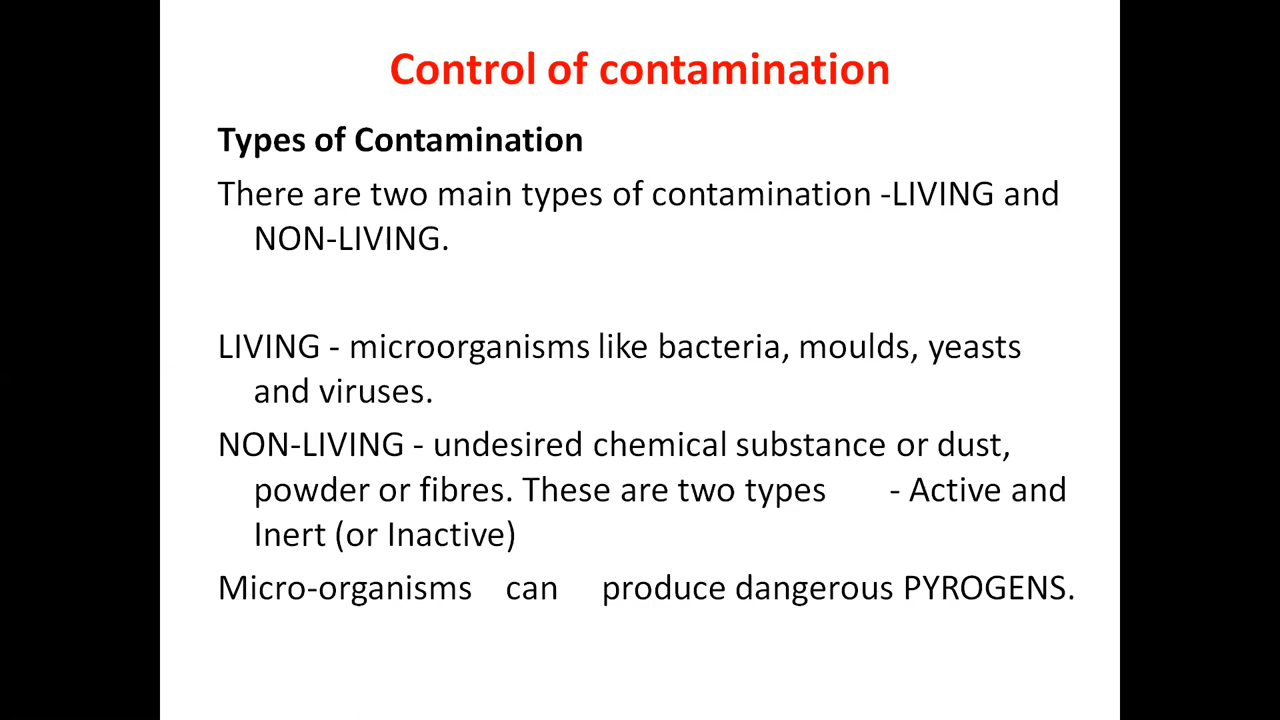 Control of contamination
Types of Contamination
There are two main types of contamination -LIVING and
NON-LIVING.
LIVING - microorganisms like bacteria, moulds, yeasts
and viruses.
NON-LIVING - undesired chemical substance or dust,
powder or fibres. These are two types - Active and
Inert (or Inactive)
Micro-organisms can produce dangerous PYROGENS.